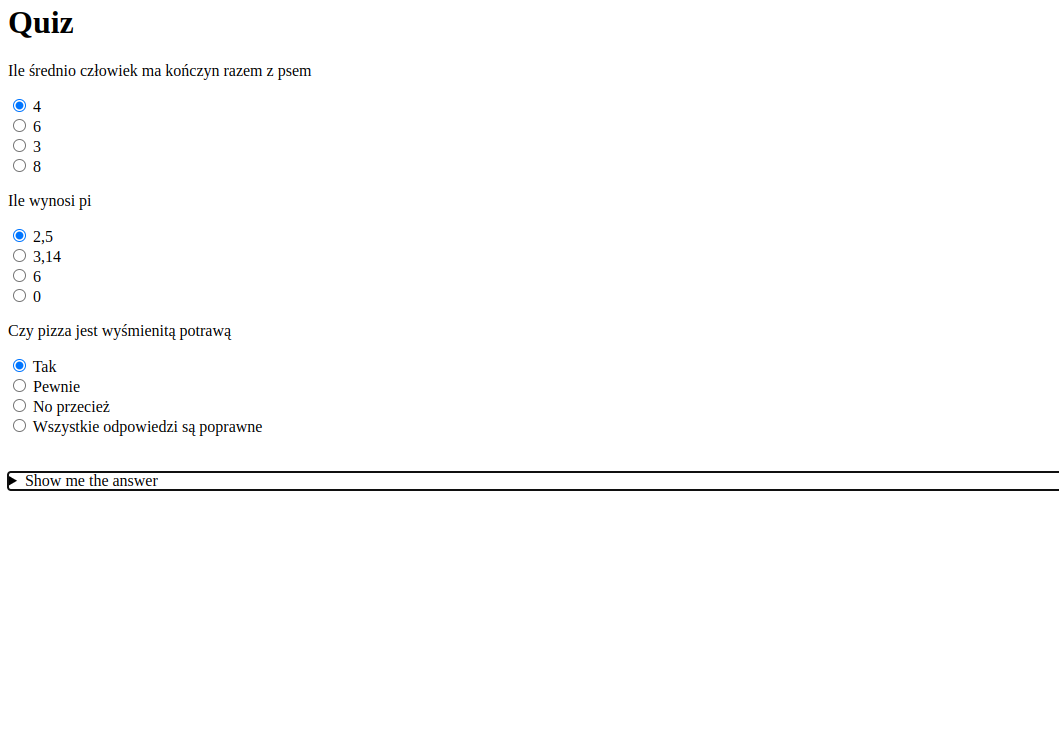 Quiz
Ile średnio człowiek ma kończyn razem z psem
4
6
3
8
Ile wynosi pi
2,5
3,14
6
0
Czy pizza jest wyśmienitą potrawą
Tak
Pewnie
No przecież
Wszystkie odpowiedzi są poprawne
Show me the answer